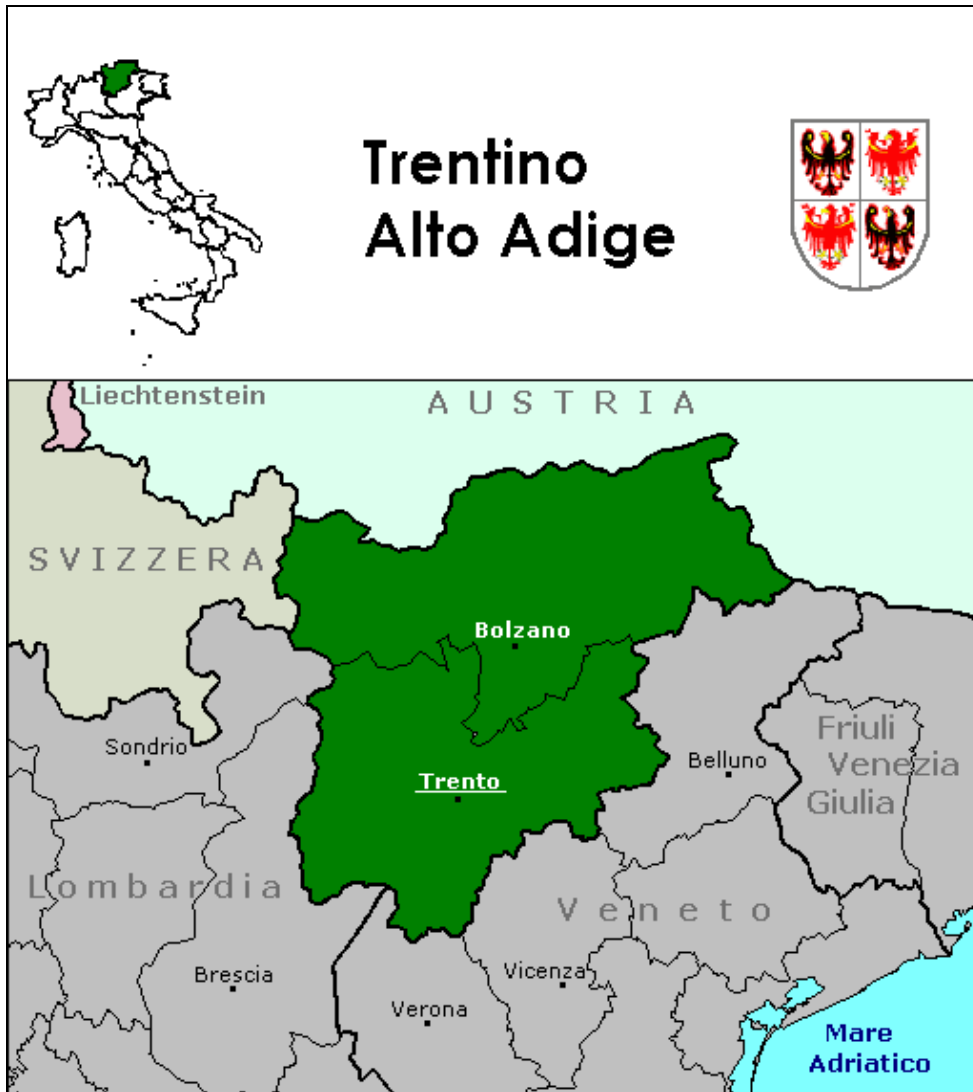 Trentino
Alto Adige
Liechtenstein
AUSTRIA
SVIZZERA
Bolzano
Sondrio
Trento
Belluno
Friuli
Venezia
Giulia
Lombardia
Veneto
Brescia
Vicenza
Verona
Mare
Adriatico